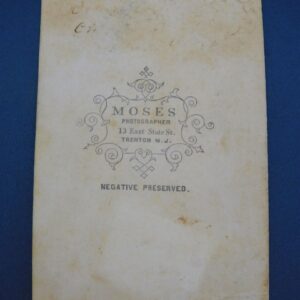 MOSES
PHOTOGRAPHER
13 East State St.
TRENTON N. J.
NEGATIVE PRESERVED.